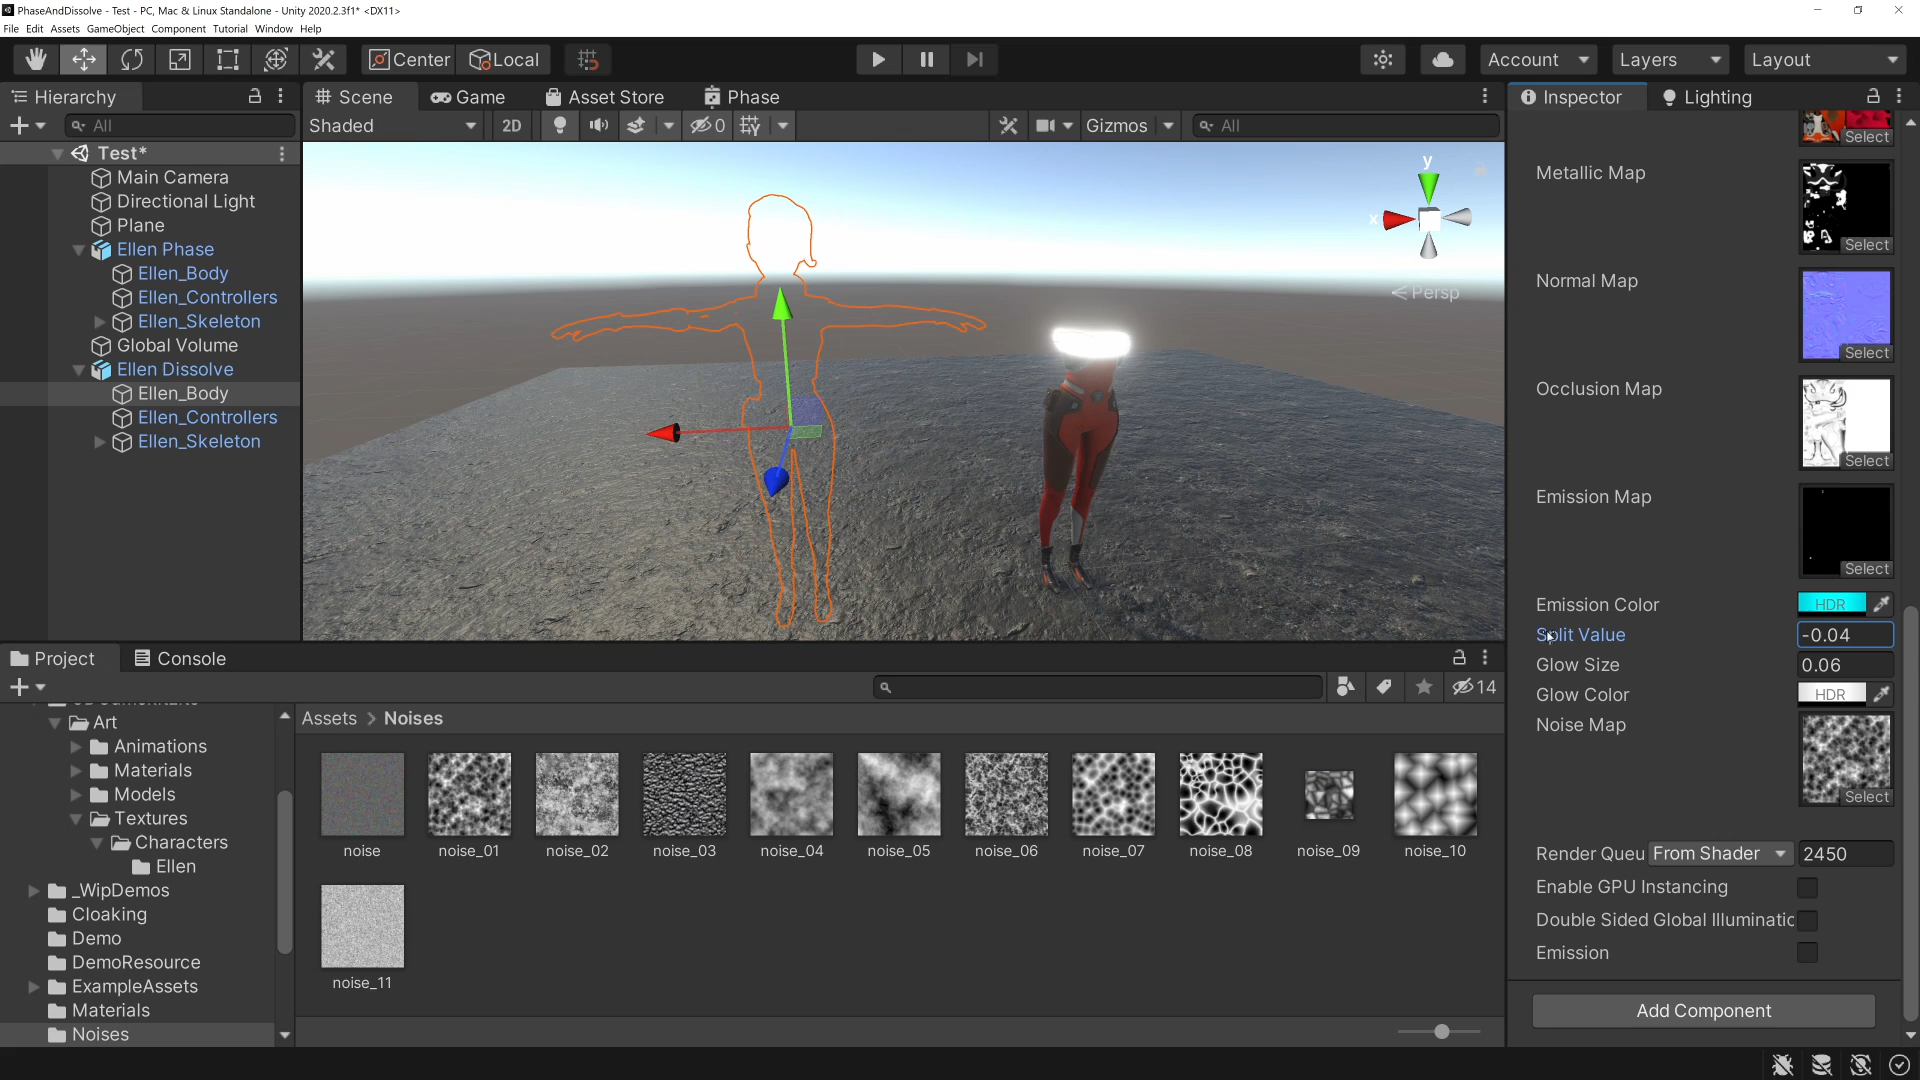 PhaseAndDissolve - Test - PC, Mac & Linux Standalone - Unity 2020.2.3f1* <DX11>
File Edit Assets GameObject Component Tutorial Window Help
Center Local Account Layers Layout
Hierarchy
All
Test*
Main Camera
Directional Light
Plane
Ellen Phase
Ellen_Body
Ellen_Controllers
Ellen_Skeleton
Global Volume
Ellen Dissolve
Ellen_Body
Ellen_Controllers
Ellen_Skeleton
Scene Game Asset Store Phase
Shaded 2D 0 Gizmos All
y
x
Persp
Inspector Lighting
Select
Metallic Map
Select
Normal Map
Select
Occlusion Map
Select
Emission Map
Select
Emission Color HDR
Split Value -0.04
Glow Size 0.06
Glow Color HDR
Noise Map
Select
Render Queu From Shader 2450
Enable GPU Instancing
Double Sided Global Illuminatic
Emission
Add Component
Project Console
14
Art
Animations
Materials
Models
Textures
Characters
Ellen
_WipDemos
Cloaking
Demo
DemoResource
ExampleAssets
Materials
Noises
Assets > Noises
noise noise_01 noise_02 noise_03 noise_04 noise_05 noise_06 noise_07 noise_08 noise_09 noise_10
noise_11